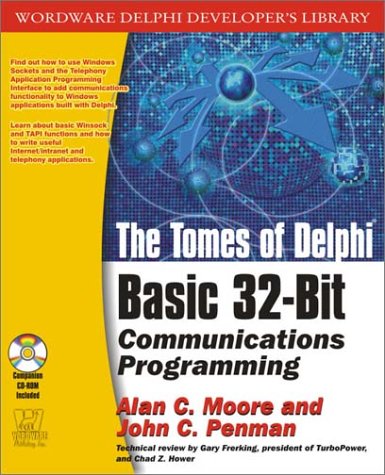 WORDWARE DELPHI DEVELOPER'S LIBRARY
Find out how to use Windows
Sockets and the Telephony
Application Programming
Interface to add communications
functionality to Windows
applications built with Delphi.
Learn about basic Winsock
and TAPI functions and how
to write useful
Internet/intranet and
telephony applications.
The Tomes of Delphi
Basic 32-Bit
Communications
Programming
Companion
CD-ROM
Included
WORDWARE
Publishing, Inc.
Alan C. Moore and
John C. Penman
Technical review by Gary Frerking, president of TurboPower,
and Chad Z. Hower